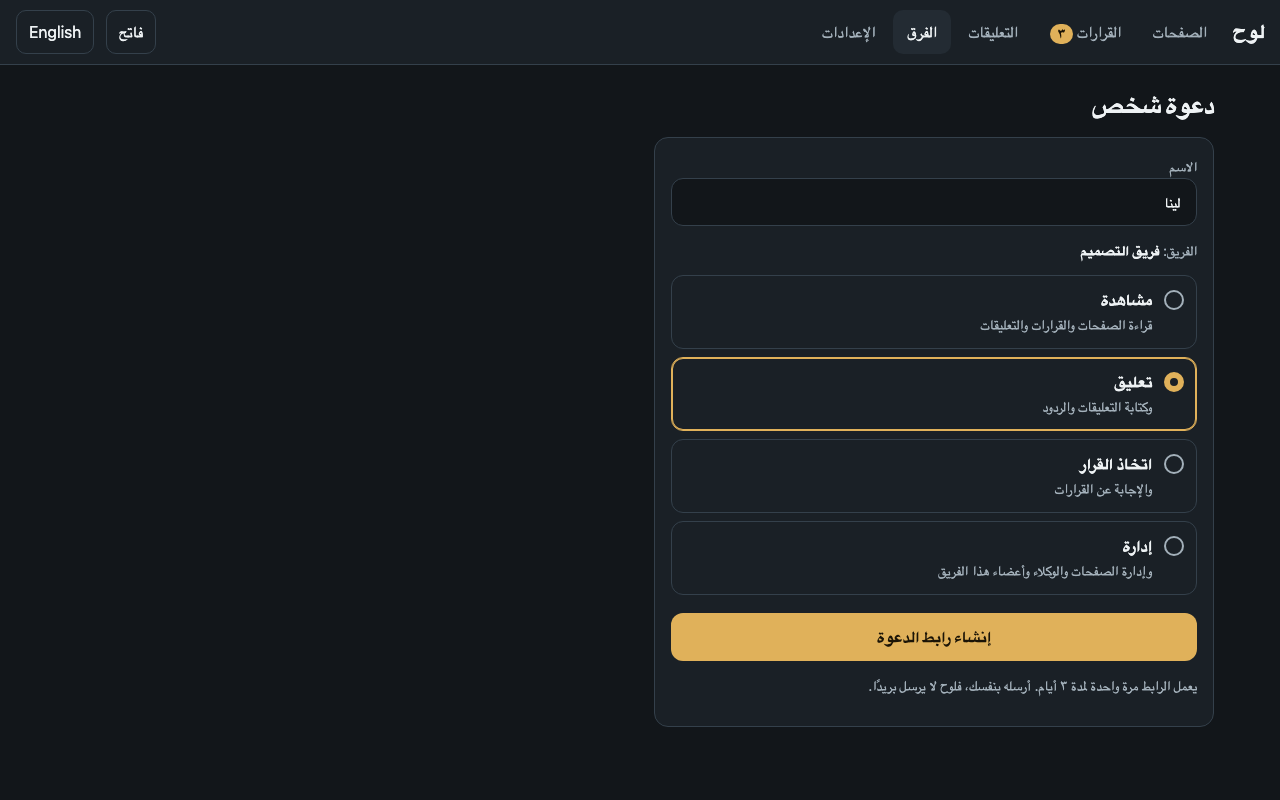 لوح
الصفحات
القرارات ٣
التعليقات
الفرق
الإعدادات
فاتح
English
دعوة شخص
الاسم
لينا
الفريق: فريق التصميم
مشاهدة
قراءة الصفحات والقرارات والتعليقات
تعليق
وكتابة التعليقات والردود
اتخاذ القرار
والإجابة عن القرارات
إدارة
وإدارة الصفحات والوكلاء وأعضاء هذا الفريق
إنشاء رابط الدعوة
يعمل الرابط مرة واحدة لمدة ٣ أيام. أرسله بنفسك، فلوح لا يرسل بريدًا.